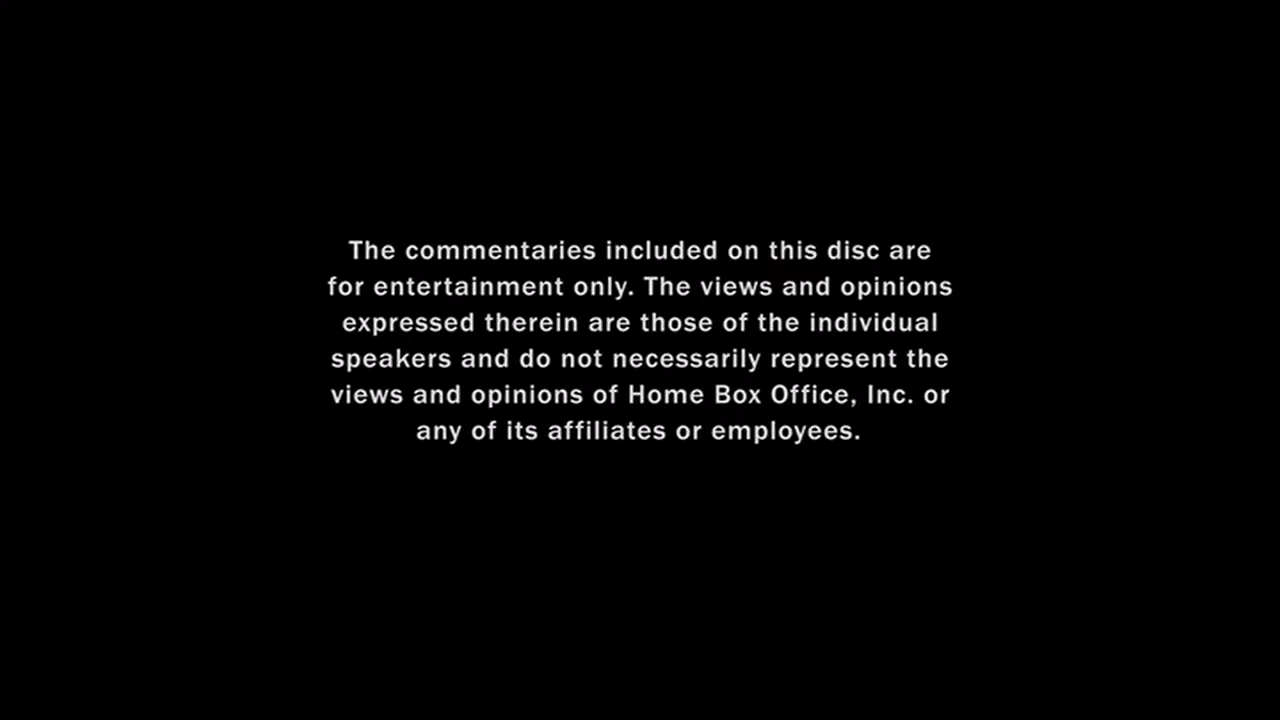 The commentaries included on this disc are
for entertainment only. The views and opinions
expressed therein are those of the individual
speakers and do not necessarily represent the
views and opinions of Home Box Office, Inc. or
any of its affiliates or employees.